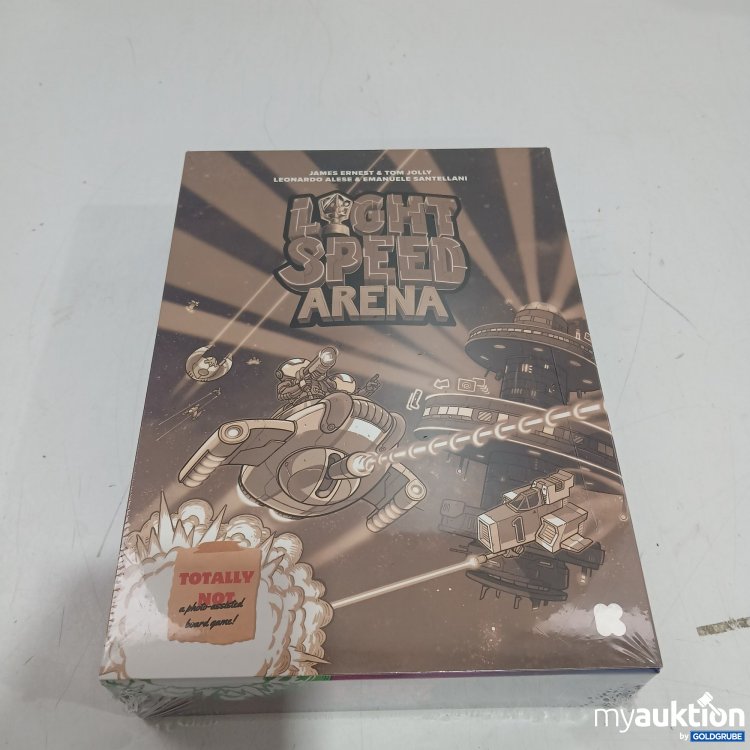 JAMES ERNEST & TOM JOLLY
LEONARDO ALESE & EMANUELE SANTELLANI
LIGHT
SPEED
ARENA
TOTALLY
NOT
a photo-assisted
board game!
1
K
myauktion
by GOLDGRUBE